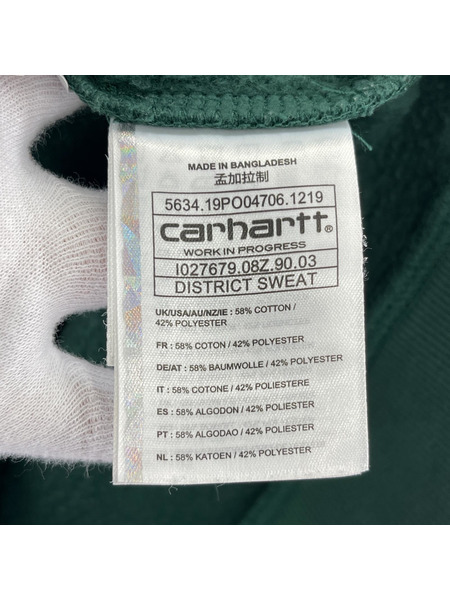 MADE IN BANGLADESH
孟加拉制
5634.19PO04706.1219
carhartt®
WORK IN PROGRESS
I027679.08Z.90.03
DISTRICT SWEAT
UK/USA/AU/NZ/IE : 58% COTTON /
42% POLYESTER
FR : 58% COTON / 42% POLYESTER
DE/AT : 58% BAUMWOLLE / 42% POLYESTER
IT : 58% COTONE / 42% POLIESTERE
ES : 58% ALGODON / 42% POLIESTER
PT : 58% ALGODAO / 42% POLIESTER
NL : 58% KATOEN / 42% POLYESTER